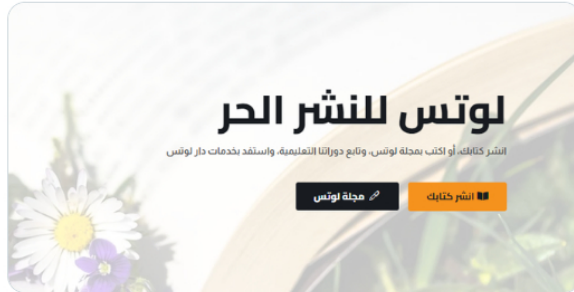 لوتس للنشر الحر
انشر كتابك، أو اكتب بمجلة لوتس، وتابع دوراتنا التعليمية، واستفد بخدمات دار لوتس
انشر كتابك
مجلة لوتس